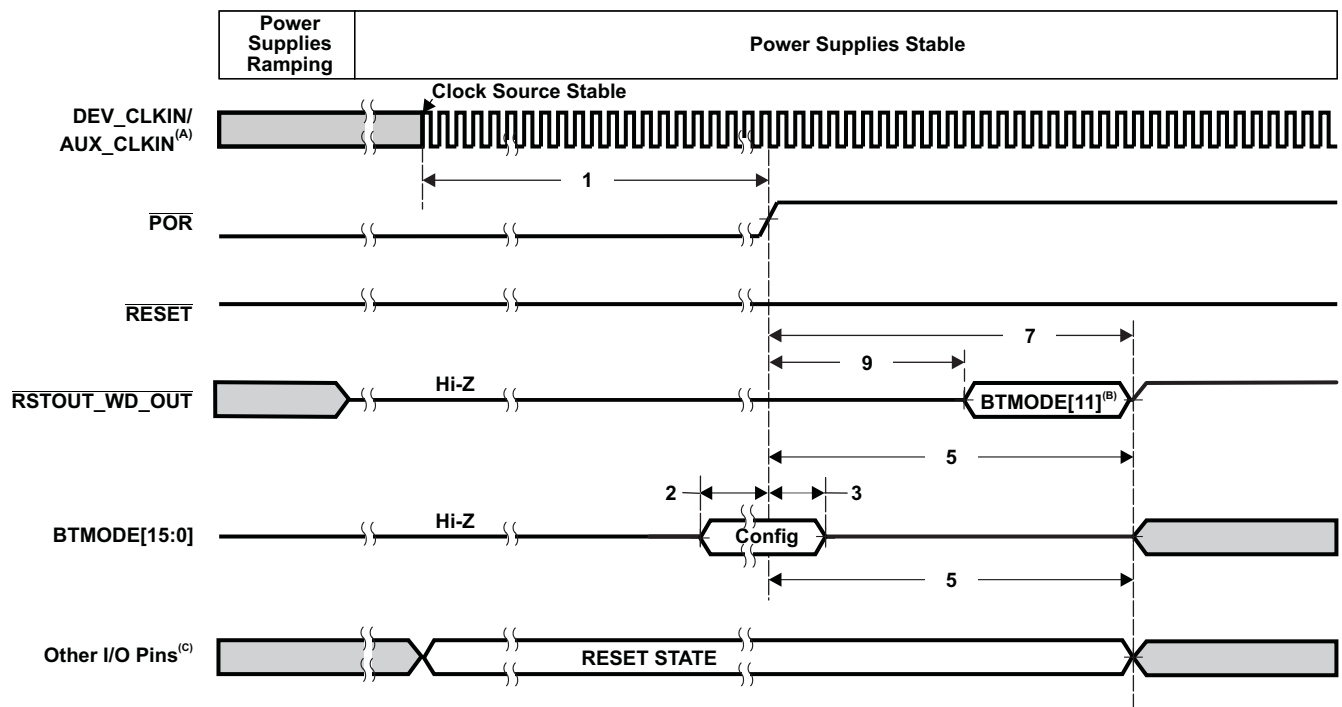 Power
Supplies
Ramping
Power Supplies Stable
Clock Source Stable
DEV_CLKIN/
AUX_CLKIN(A)
1
POR
RESET
7
9
RSTOUT_WD_OUT
Hi-Z
BTMODE[11](B)
5
2
3
BTMODE[15:0]
Hi-Z
Config
5
Other I/O Pins(C)
RESET STATE